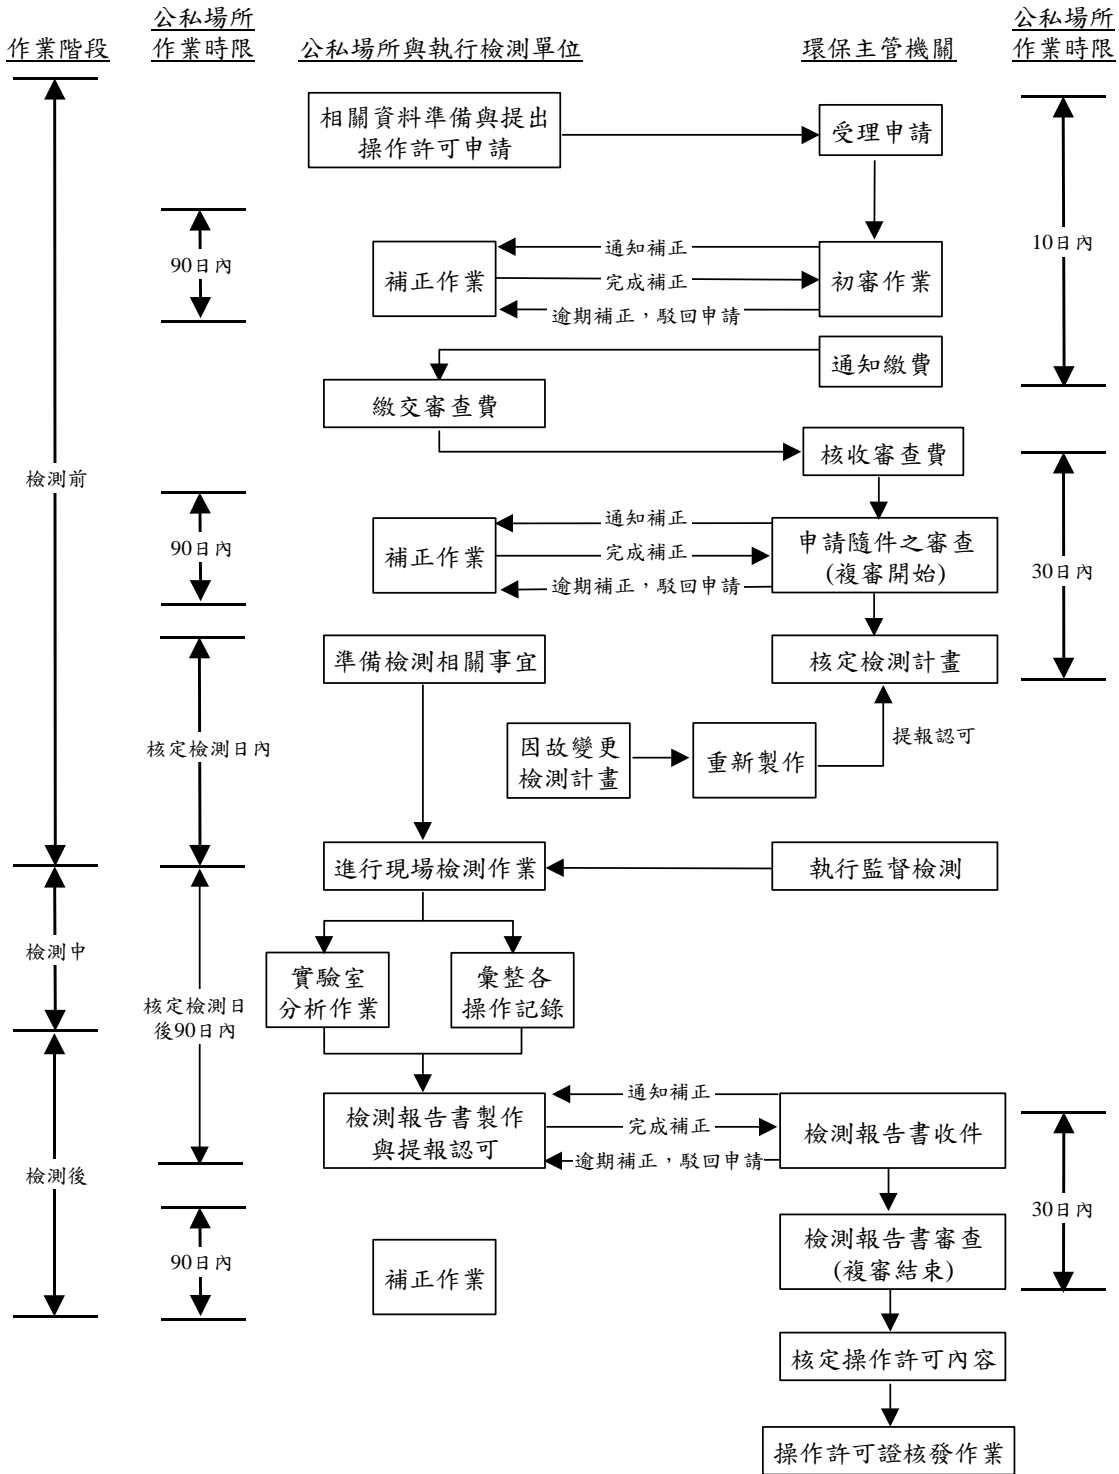 公私場所
公私場所
作業階段
作業時限
公私場所與執行檢測單位
環保主管機關
作業時限
相關資料準備與提出
操作許可申請
受理申請
10日內
90日內
補正作業
通知補正
完成補正
逾期補正，駁回申請
初審作業
通知繳費
繳交審查費
核收審查費
檢測前
90日內
補正作業
通知補正
完成補正
逾期補正，駁回申請
申請隨件之審查
(複審開始)
30日內
準備檢測相關事宜
核定檢測計畫
核定檢測日內
因故變更
檢測計畫
重新製作
提報認可
進行現場檢測作業
執行監督檢測
檢測中
核定檢測日
後90日內
實驗室
分析作業
彙整各
操作記錄
檢測報告書製作
與提報認可
通知補正
完成補正
逾期補正，駁回申請
檢測報告書收件
檢測後
30日內
90日內
補正作業
檢測報告書審查
(複審結束)
核定操作許可內容
操作許可證核發作業